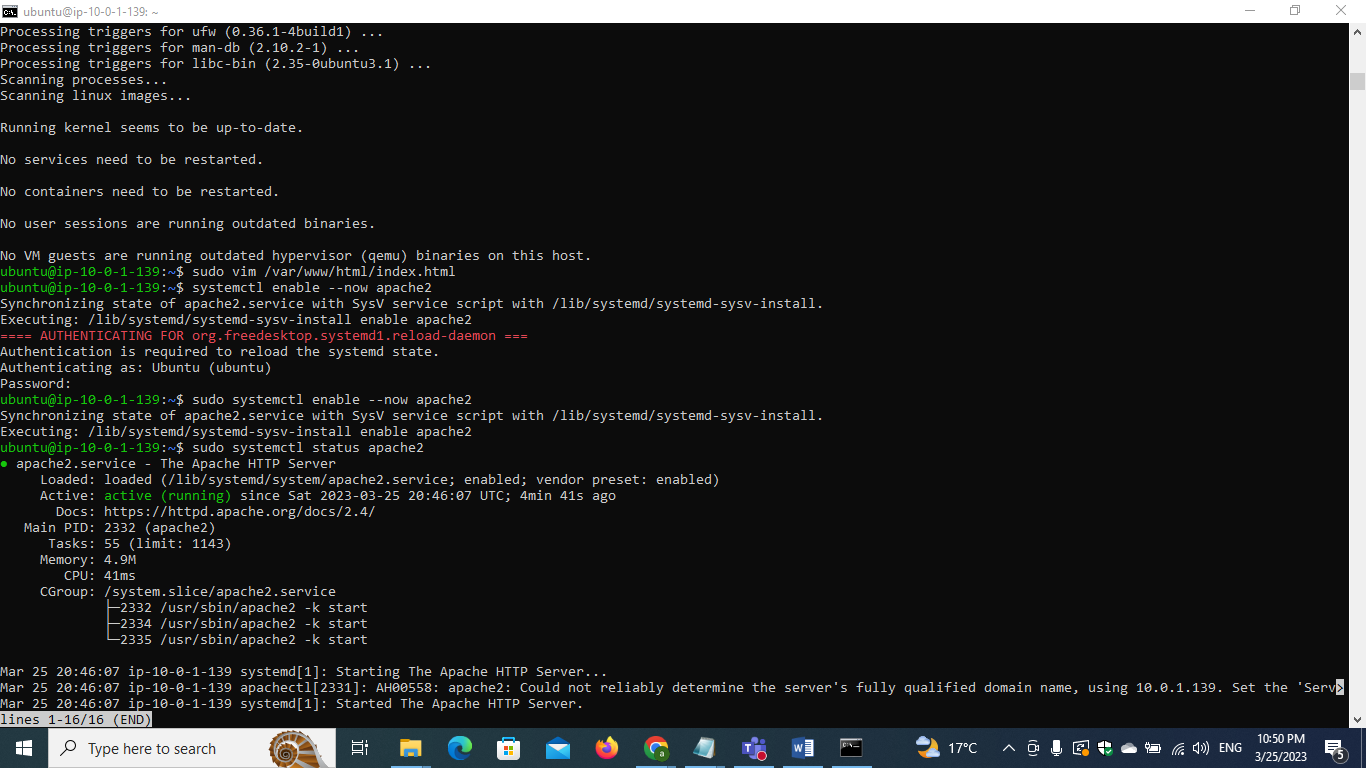 ubuntu@ip-10-0-1-139: ~
Processing triggers for ufw (0.36.1-4build1) ...
Processing triggers for man-db (2.10.2-1) ...
Processing triggers for libc-bin (2.35-0ubuntu3.1) ...
Scanning processes...
Scanning linux images...
Running kernel seems to be up-to-date.
No services need to be restarted.
No containers need to be restarted.
No user sessions are running outdated binaries.
No VM guests are running outdated hypervisor (qemu) binaries on this host.
ubuntu@ip-10-0-1-139:~$ sudo vim /var/www/html/index.html
ubuntu@ip-10-0-1-139:~$ systemctl enable --now apache2
Synchronizing state of apache2.service with SysV service script with /lib/systemd/systemd-sysv-install.
Executing: /lib/systemd/systemd-sysv-install enable apache2
==== AUTHENTICATING FOR org.freedesktop.systemd1.reload-daemon ===
Authentication is required to reload the systemd state.
Authenticating as: Ubuntu (ubuntu)
Password:
ubuntu@ip-10-0-1-139:~$ sudo systemctl enable --now apache2
Synchronizing state of apache2.service with SysV service script with /lib/systemd/systemd-sysv-install.
Executing: /lib/systemd/systemd-sysv-install enable apache2
ubuntu@ip-10-0-1-139:~$ sudo systemctl status apache2
● apache2.service - The Apache HTTP Server
     Loaded: loaded (/lib/systemd/system/apache2.service; enabled; vendor preset: enabled)
     Active: active (running) since Sat 2023-03-25 20:46:07 UTC; 4min 41s ago
       Docs: https://httpd.apache.org/docs/2.4/
   Main PID: 2332 (apache2)
      Tasks: 55 (limit: 1143)
     Memory: 4.9M
        CPU: 41ms
     CGroup: /system.slice/apache2.service
             ├─2332 /usr/sbin/apache2 -k start
             ├─2334 /usr/sbin/apache2 -k start
             └─2335 /usr/sbin/apache2 -k start
Mar 25 20:46:07 ip-10-0-1-139 systemd[1]: Starting The Apache HTTP Server...
Mar 25 20:46:07 ip-10-0-1-139 apachectl[2331]: AH00558: apache2: Could not reliably determine the server's fully qualified domain name, using 10.0.1.139. Set the 'Serv>
Mar 25 20:46:07 ip-10-0-1-139 systemd[1]: Started The Apache HTTP Server.
lines 1-16/16 (END)
Type here to search
17°C
ENG
10:50 PM
3/25/2023
5